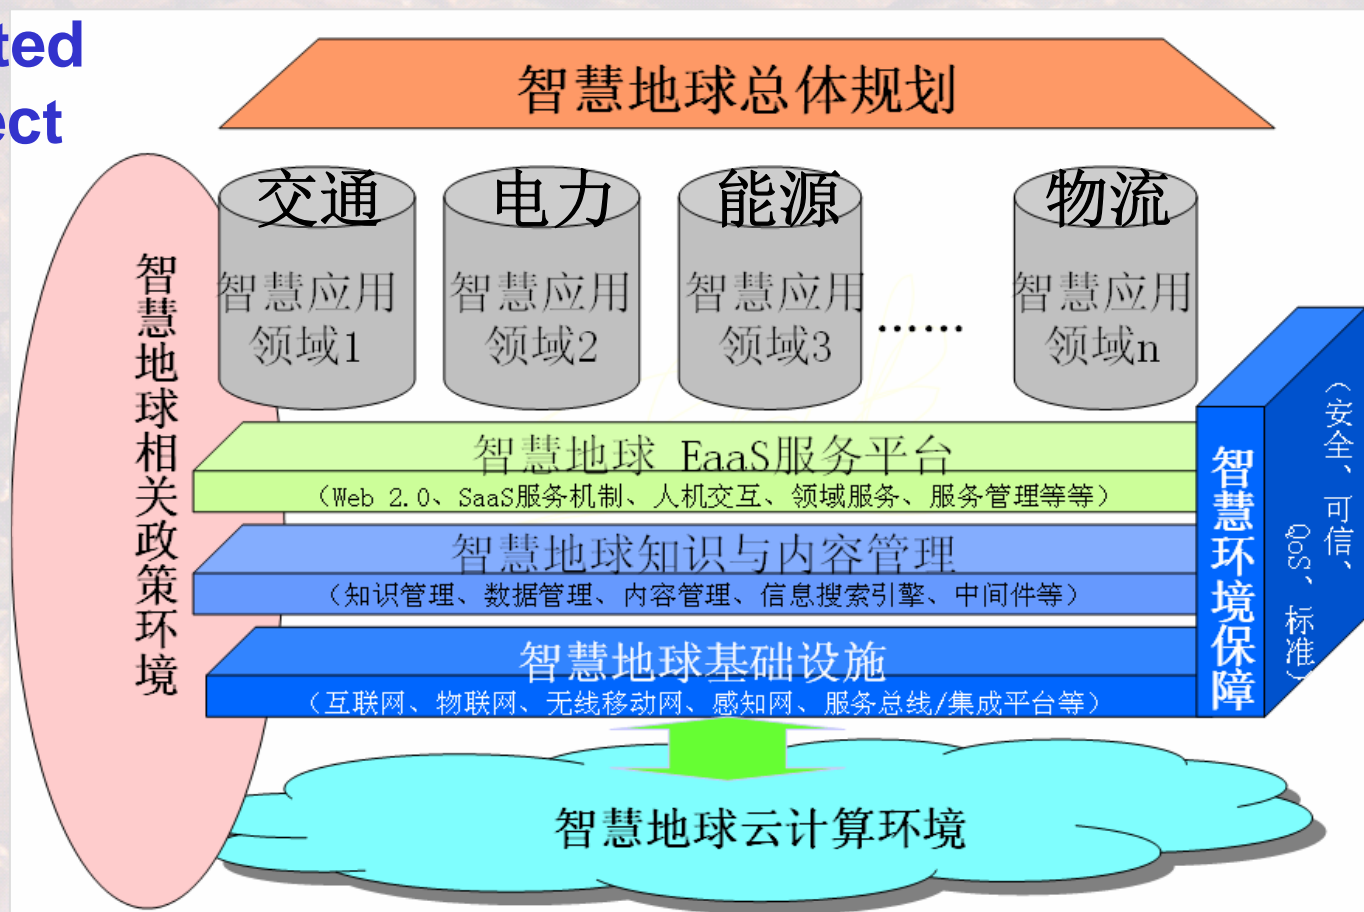 ted
ect
智慧地球总体规划
交通
智慧应用
领域1
电力
智慧应用
领域2
能源
智慧应用
领域3
......
物流
智慧应用
领域n
智慧地球相关政策环境
智慧地球 EaaS服务平台
（Web 2.0、SaaS服务机制、人机交互、领域服务、服务管理等等）
智慧地球知识与内容管理
（知识管理、数据管理、内容管理、信息搜索引擎、中间件等）
智慧地球基础设施
（互联网、物联网、无线移动网、感知网、服务总线/集成平台等）
智慧环境保障
（安全、可信、
QoS、标准）
智慧地球云计算环境